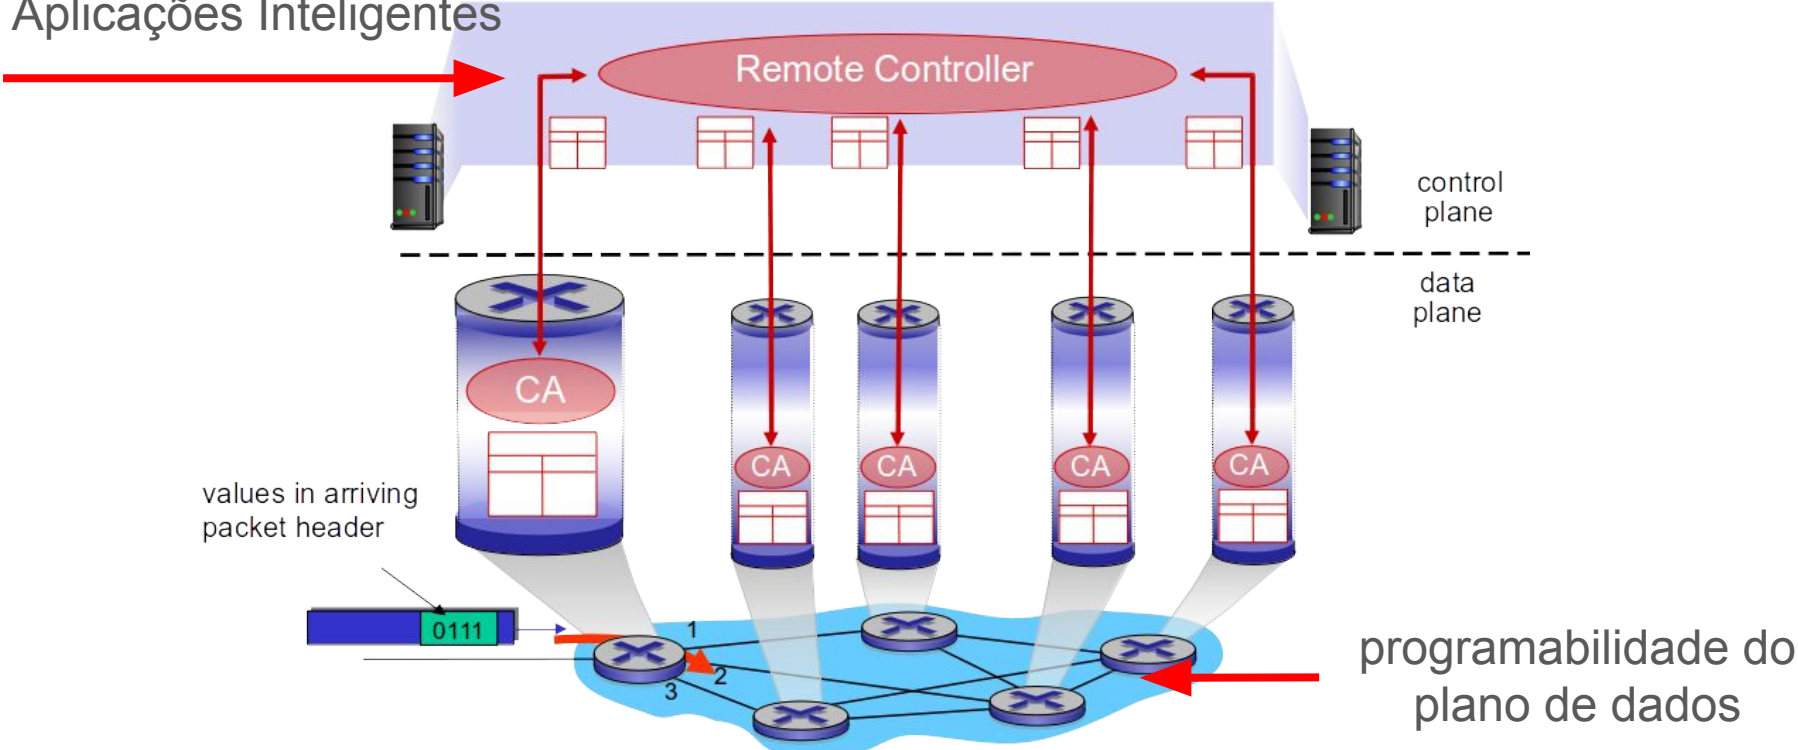 Aplicações Inteligentes
Remote Controller
control
plane
data
plane
CA
CA
CA
CA
CA
values in arriving
packet header
0111
1
2
3
programabilidade do
plano de dados